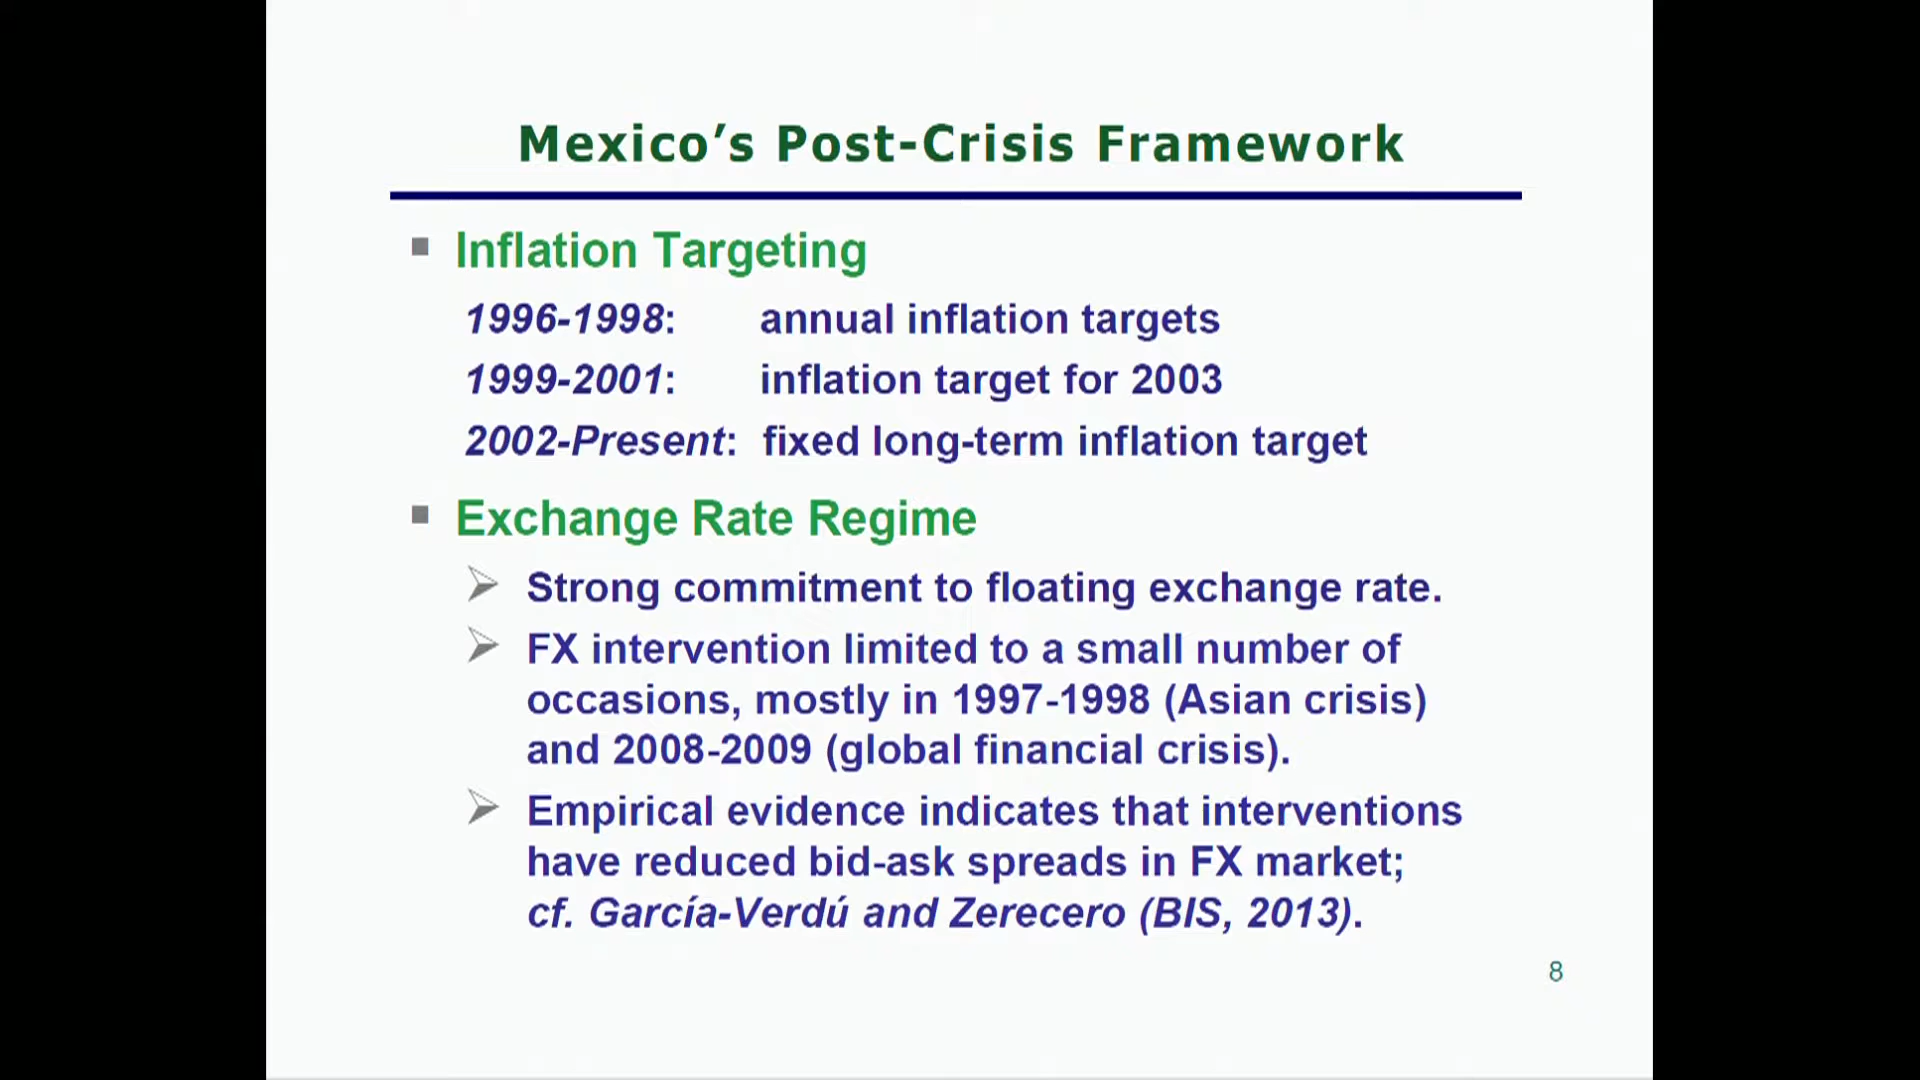 Mexico’s Post-Crisis Framework
Inflation Targeting
1996-1998: annual inflation targets
1999-2001: inflation target for 2003
2002-Present: fixed long-term inflation target
Exchange Rate Regime
Strong commitment to floating exchange rate.
FX intervention limited to a small number of
occasions, mostly in 1997-1998 (Asian crisis)
and 2008-2009 (global financial crisis).
Empirical evidence indicates that interventions
have reduced bid-ask spreads in FX market;
cf. García-Verdú and Zerecero (BIS, 2013).
8